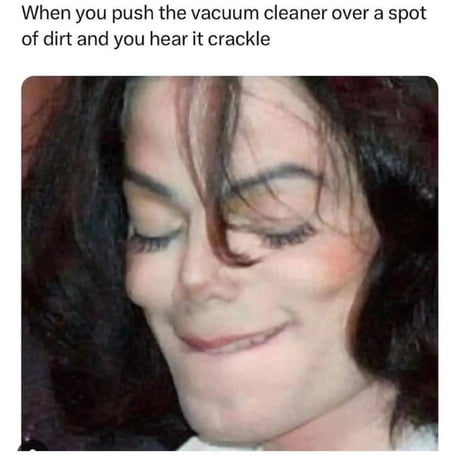 When you push the vacuum cleaner over a spot
of dirt and you hear it crackle